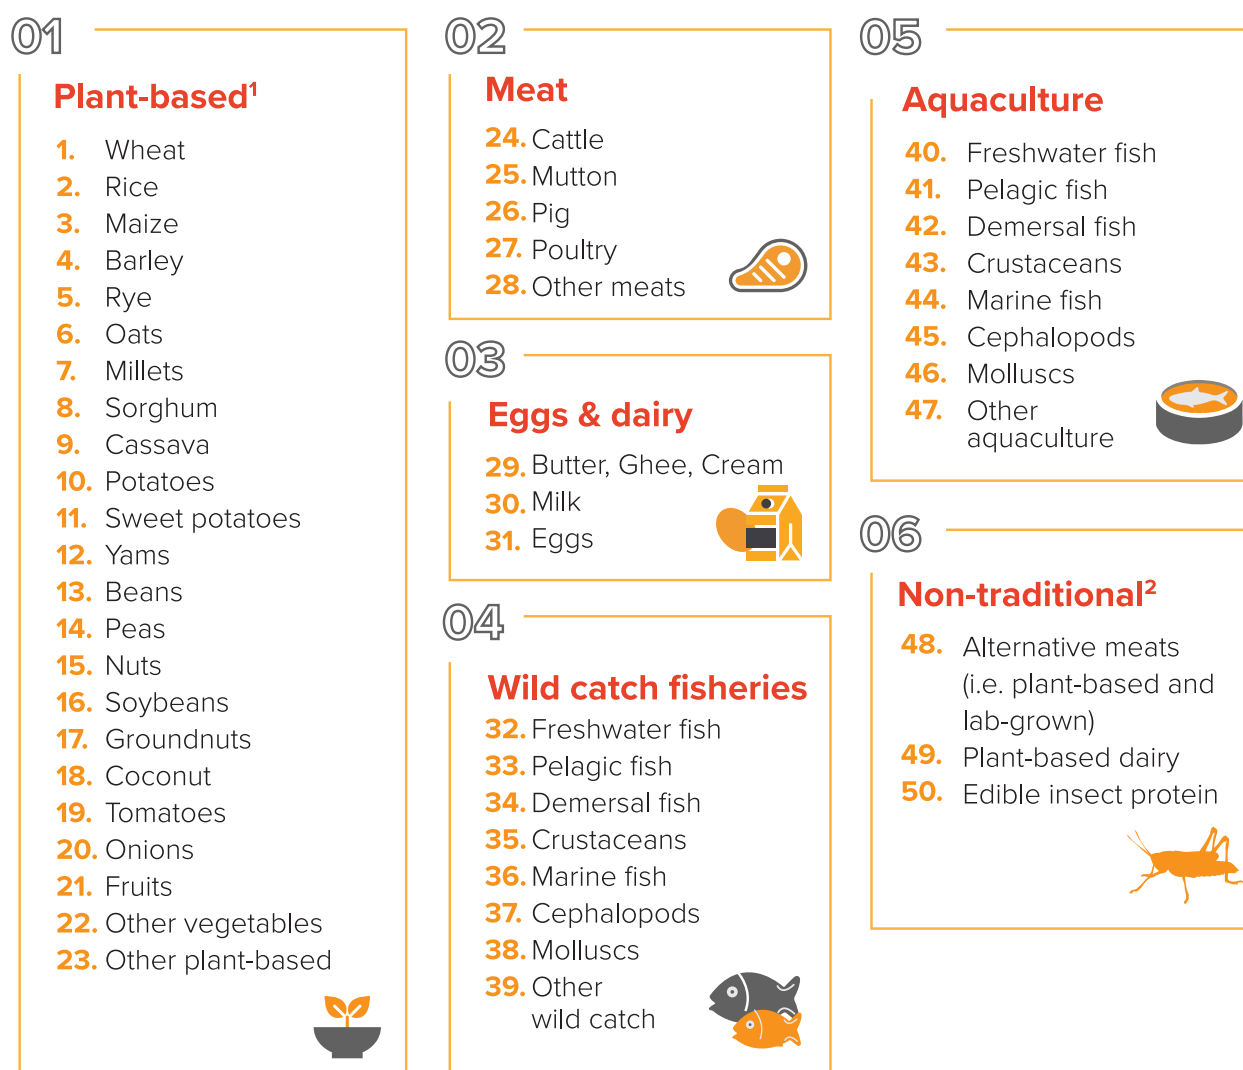 01
Plant-based¹
1. Wheat
2. Rice
3. Maize
4. Barley
5. Rye
6. Oats
7. Millets
8. Sorghum
9. Cassava
10. Potatoes
11. Sweet potatoes
12. Yams
13. Beans
14. Peas
15. Nuts
16. Soybeans
17. Groundnuts
18. Coconut
19. Tomatoes
20. Onions
21. Fruits
22. Other vegetables
23. Other plant-based
02
Meat
24. Cattle
25. Mutton
26. Pig
27. Poultry
28. Other meats
03
Eggs & dairy
29. Butter, Ghee, Cream
30. Milk
31. Eggs
04
Wild catch fisheries
32. Freshwater fish
33. Pelagic fish
34. Demersal fish
35. Crustaceans
36. Marine fish
37. Cephalopods
38. Molluscs
39. Other
wild catch
05
Aquaculture
40. Freshwater fish
41. Pelagic fish
42. Demersal fish
43. Crustaceans
44. Marine fish
45. Cephalopods
46. Molluscs
47. Other
aquaculture
06
Non-traditional²
48. Alternative meats
(i.e. plant-based and
lab-grown)
49. Plant-based dairy
50. Edible insect protein